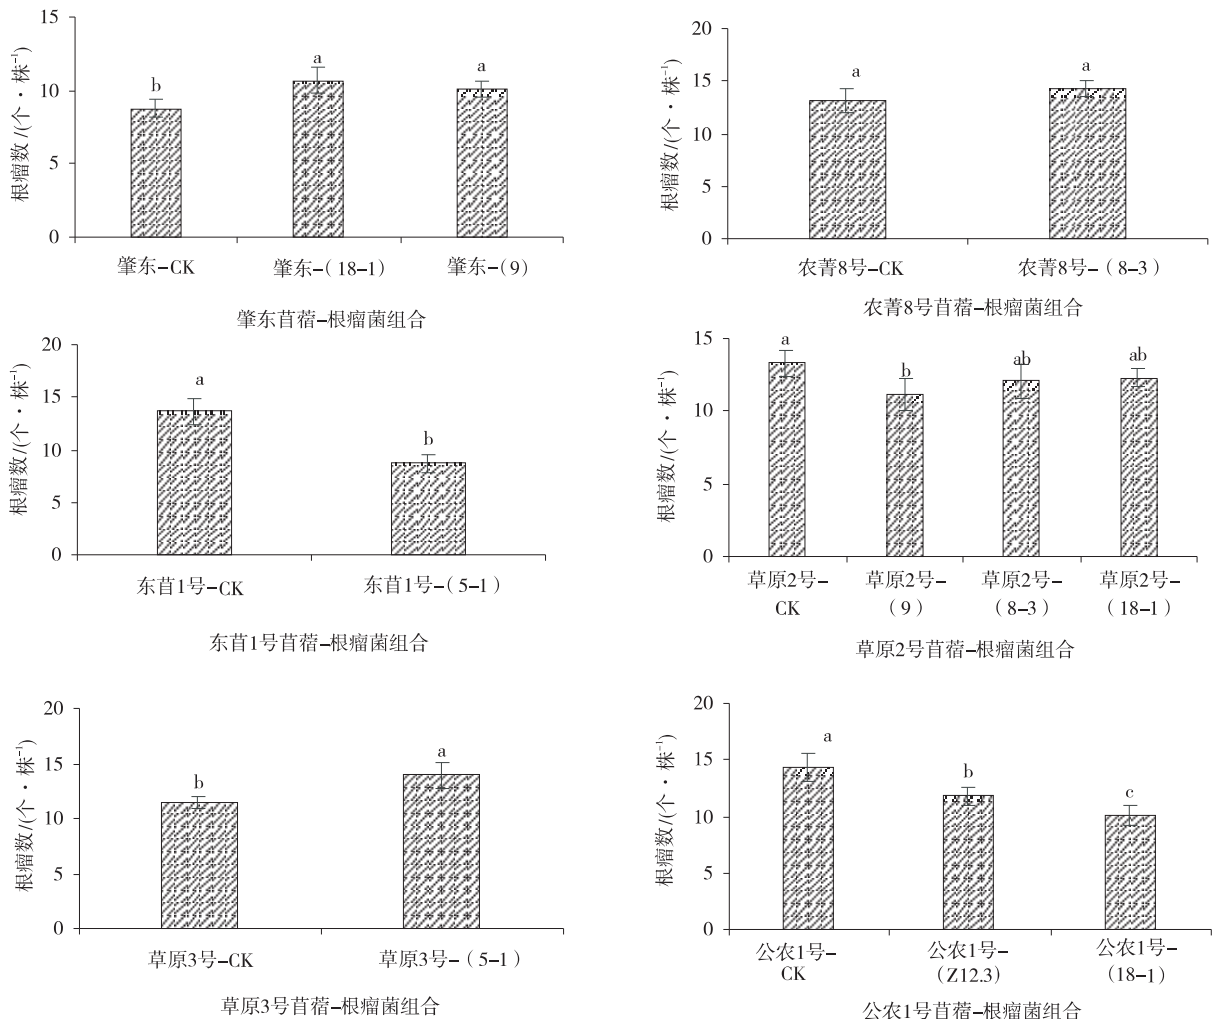 15
10
5
0
根瘤数/(个·株⁻¹)
b
a
a
肇东–CK
肇东–(18–1)
肇东–(9)
肇东苜蓿–根瘤菌组合
20
15
10
5
0
根瘤数/(个·株⁻¹)
a
a
农菁8号–CK
农菁8号–(8–3)
农菁8号苜蓿–根瘤菌组合
20
15
10
5
0
根瘤数/(个·株⁻¹)
a
b
东苜1号–CK
东苜1号–(5–1)
东苜1号苜蓿–根瘤菌组合
15
10
5
0
根瘤数/(个·株⁻¹)
a
b
ab
ab
草原2号–
CK
草原2号–
(9)
草原2号–
(8–3)
草原2号–
(18–1)
草原2号苜蓿–根瘤菌组合
20
15
10
5
0
根瘤数/(个·株⁻¹)
b
a
草原3号–CK
草原3号–(5–1)
草原3号苜蓿–根瘤菌组合
20
15
10
5
0
根瘤数/(个·株⁻¹)
a
b
c
公农1号–
CK
公农1号–
(Z12.3)
公农1号–
(18–1)
公农1号苜蓿–根瘤菌组合